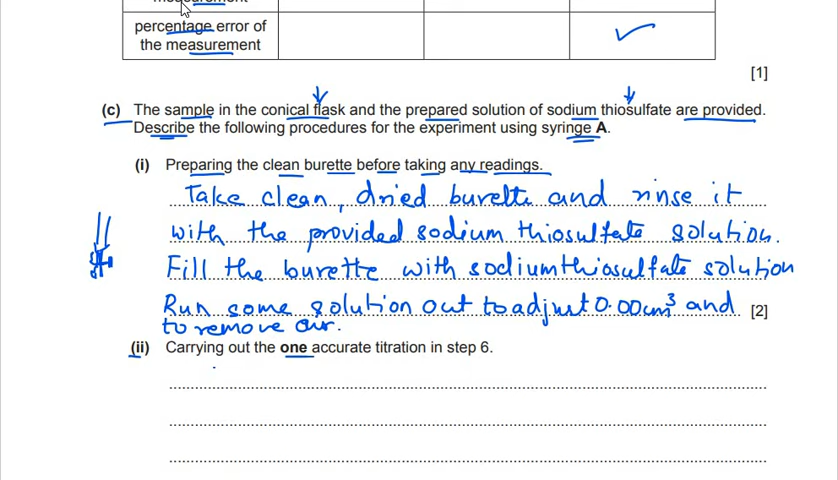 percentage error of
the measurement
[1]
(c) The sample in the conical flask and the prepared solution of sodium thiosulfate are provided.
Describe the following procedures for the experiment using syringe A.
(i) Preparing the clean burette before taking any readings.
Take clean, dried burette and rinse it
with the provided sodium thiosulfate solution.
Fill the burette with sodium thiosulfate solution
Run some solution out to adjust 0.00cm³ and [2]
to remove air.
(ii) Carrying out the one accurate titration in step 6.